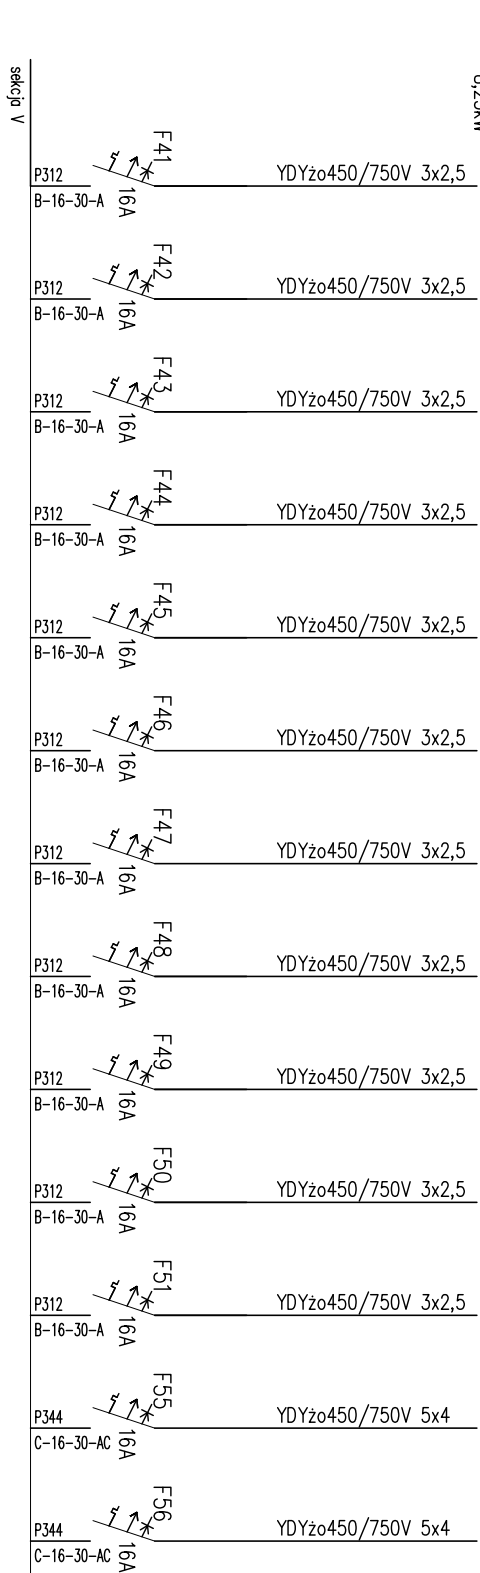 sekcja V
F41
P312
YDYżo450/750V 3x2,5
B-16-30-A
16A
F42
P312
YDYżo450/750V 3x2,5
B-16-30-A
16A
F43
P312
YDYżo450/750V 3x2,5
B-16-30-A
16A
F44
P312
YDYżo450/750V 3x2,5
B-16-30-A
16A
F45
P312
YDYżo450/750V 3x2,5
B-16-30-A
16A
F46
P312
YDYżo450/750V 3x2,5
B-16-30-A
16A
F47
P312
YDYżo450/750V 3x2,5
B-16-30-A
16A
F48
P312
YDYżo450/750V 3x2,5
B-16-30-A
16A
F49
P312
YDYżo450/750V 3x2,5
B-16-30-A
16A
F50
P312
YDYżo450/750V 3x2,5
B-16-30-A
16A
F51
P312
YDYżo450/750V 3x2,5
B-16-30-A
16A
F55
P344
YDYżo450/750V 5x4
C-16-30-AC
16A
F56
P344
YDYżo450/750V 5x4
C-16-30-AC
16A